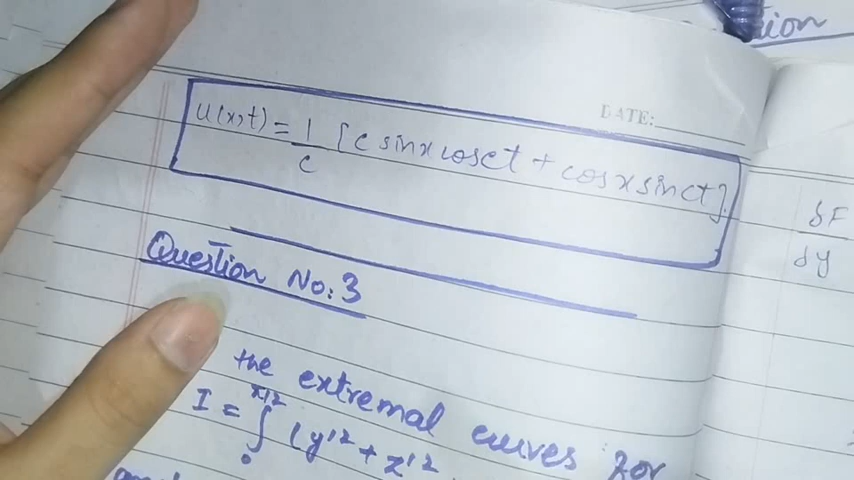 DATE:
u(x,t) = 1/c [c sinx cosct + cosx sinct].
Question No: 3
the extremal curves for
I = ∫₀^π/2 (y'² + z'²
δF
δy